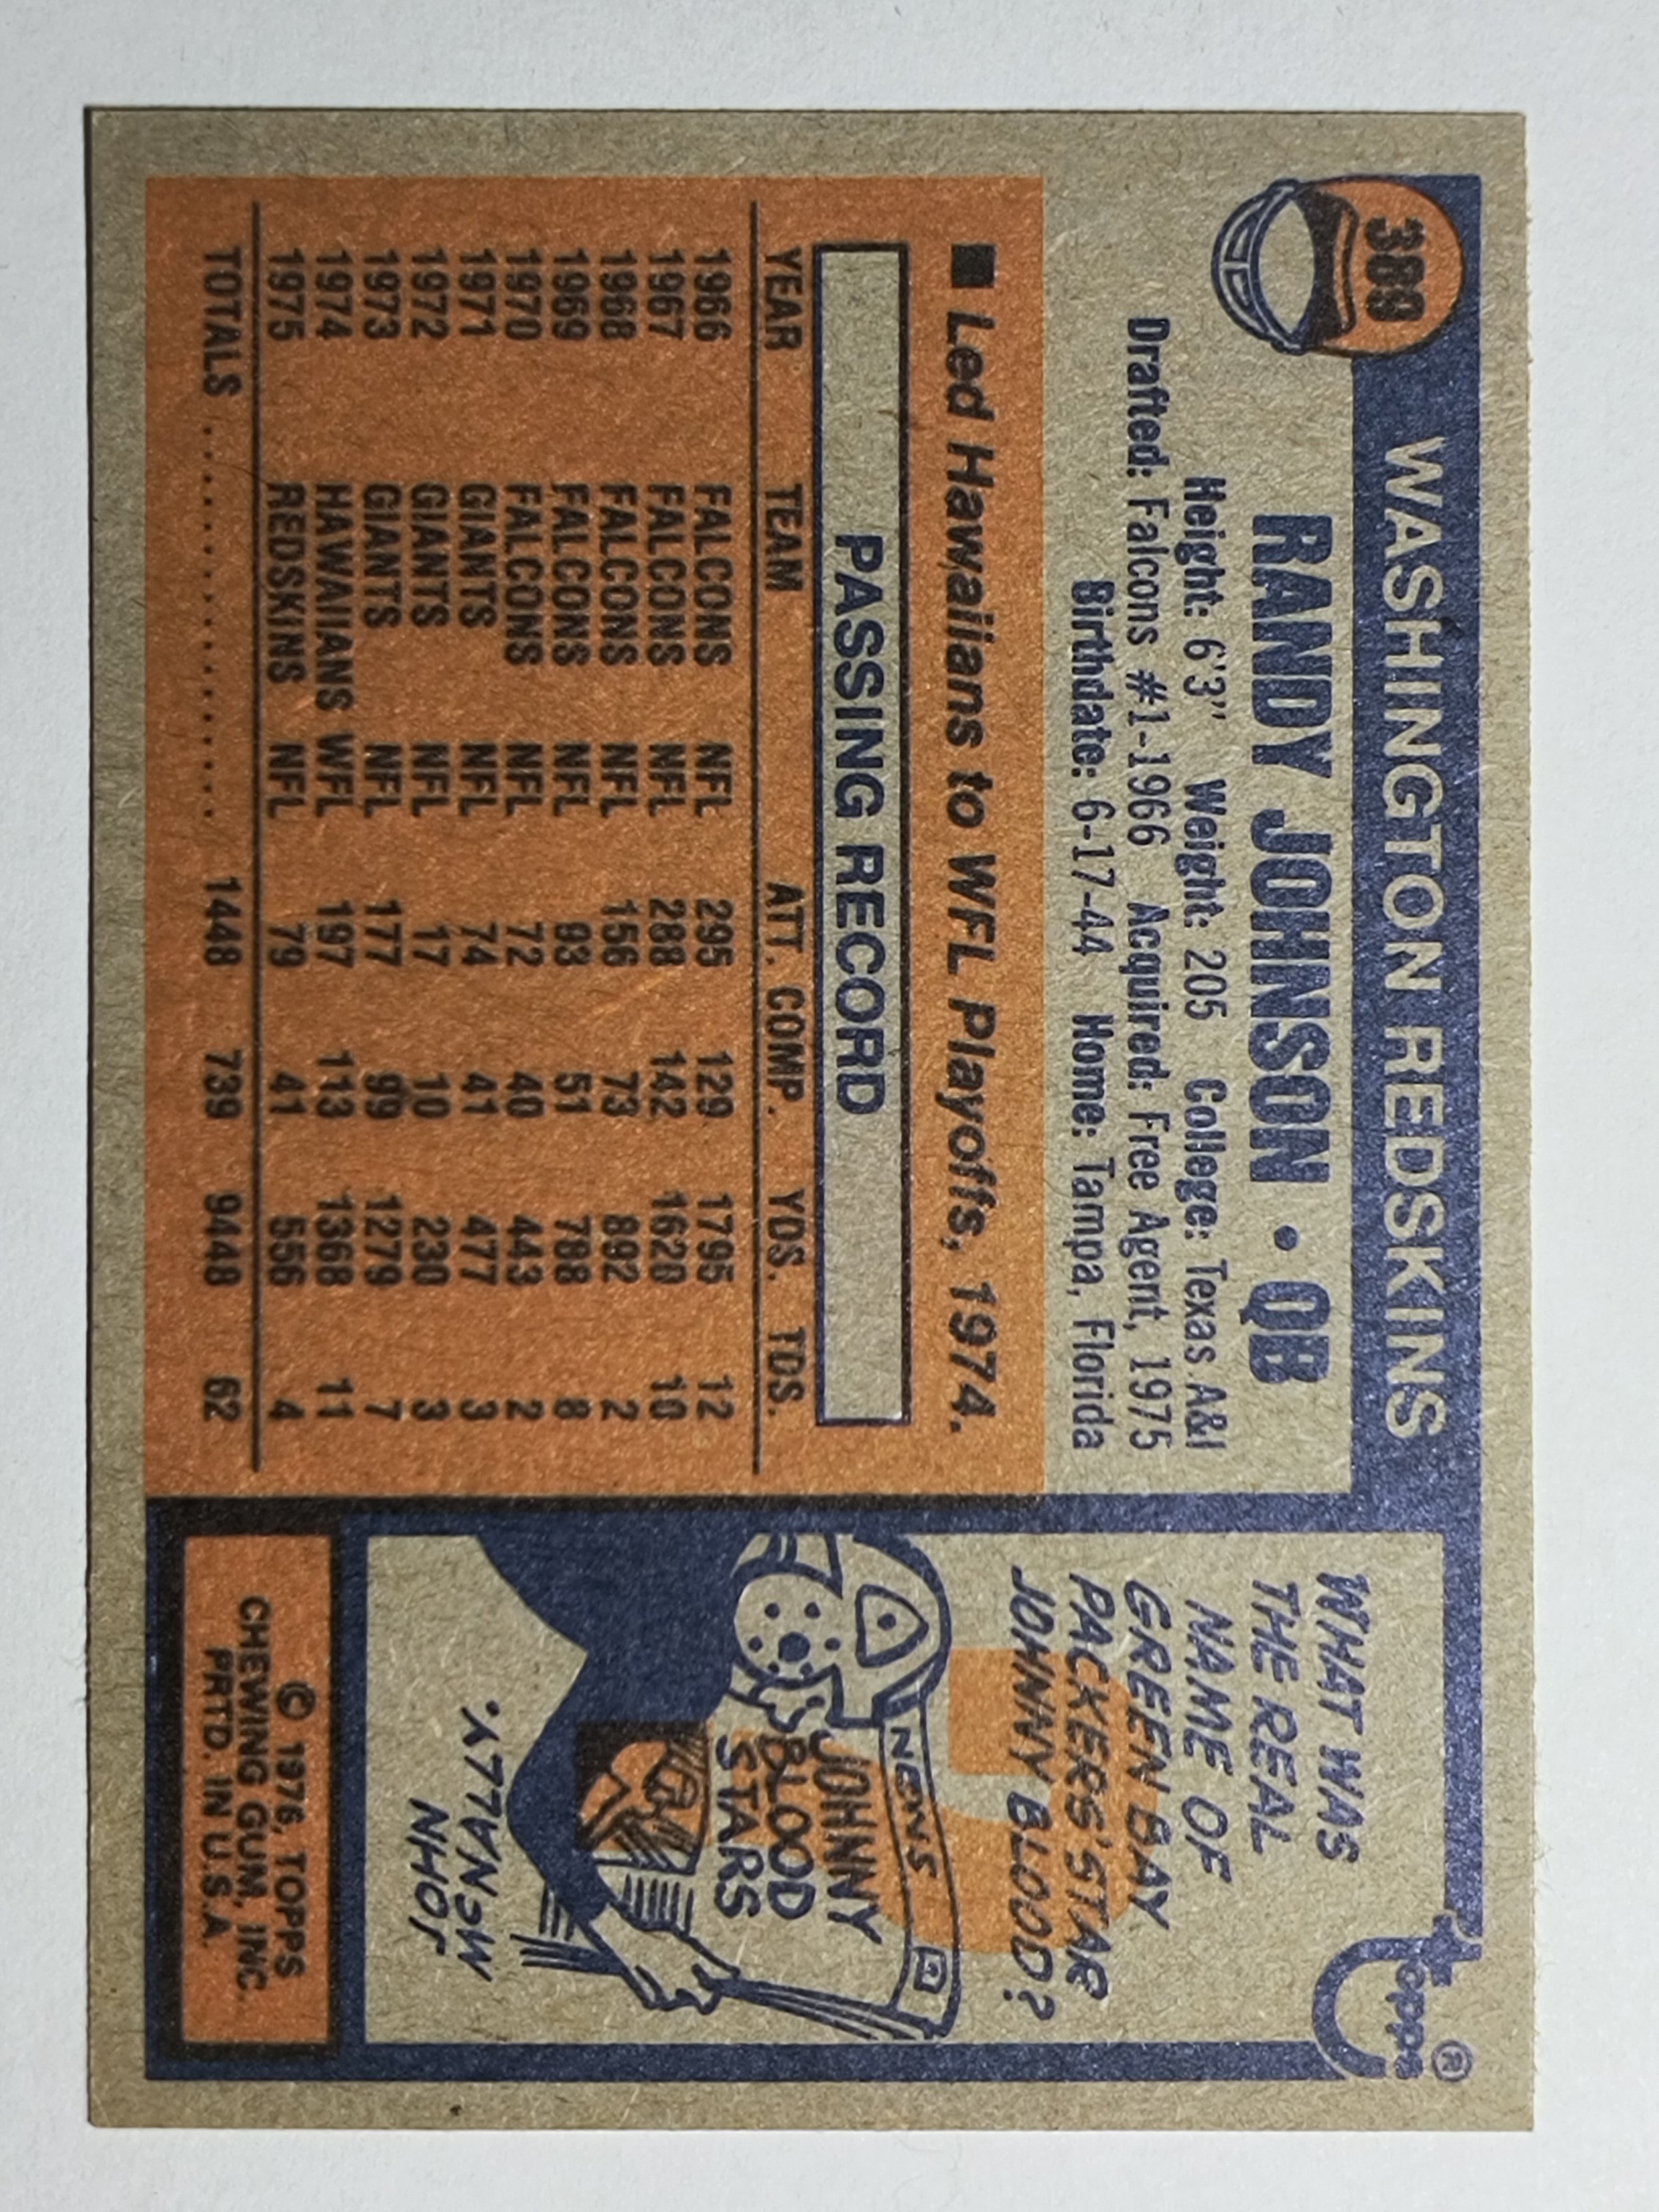 389
WASHINGTON REDSKINS
RANDY JOHNSON • QB
Height: 6'3" Weight: 205 College: Texas A&I
Drafted: Falcons #1-1966 Acquired: Free Agent, 1975
Birthdate: 6-17-44 Home: Tampa, Florida
■ Led Hawaiians to WFL Playoffs, 1974.
PASSING RECORD
YEAR TEAM ATT. COMP. YDS. TDS.
1966 FALCONS NFL 295 129 1795 12
1967 FALCONS NFL 288 142 1620 10
1968 FALCONS NFL 156 73 892 2
1969 FALCONS NFL 93 51 788 8
1970 FALCONS NFL 72 40 443 2
1971 GIANTS NFL 74 41 477 3
1972 GIANTS NFL 17 10 230 3
1973 GIANTS NFL 177 99 1279 7
1974 HAWAIIANS WFL 197 113 1368 11
1975 REDSKINS NFL 79 41 556 4
TOTALS .................. 1448 739 9448 62
topps ®
WHAT WAS
THE REAL
NAME OF
GREEN BAY
PACKERS' STAR
JOHNNY BLOOD?
NEWS
JOHNNY
BLOOD
STARS
JOHN
McNALLY.
© 1976, TOPPS
CHEWING GUM, INC.
PRTD. IN U.S.A.